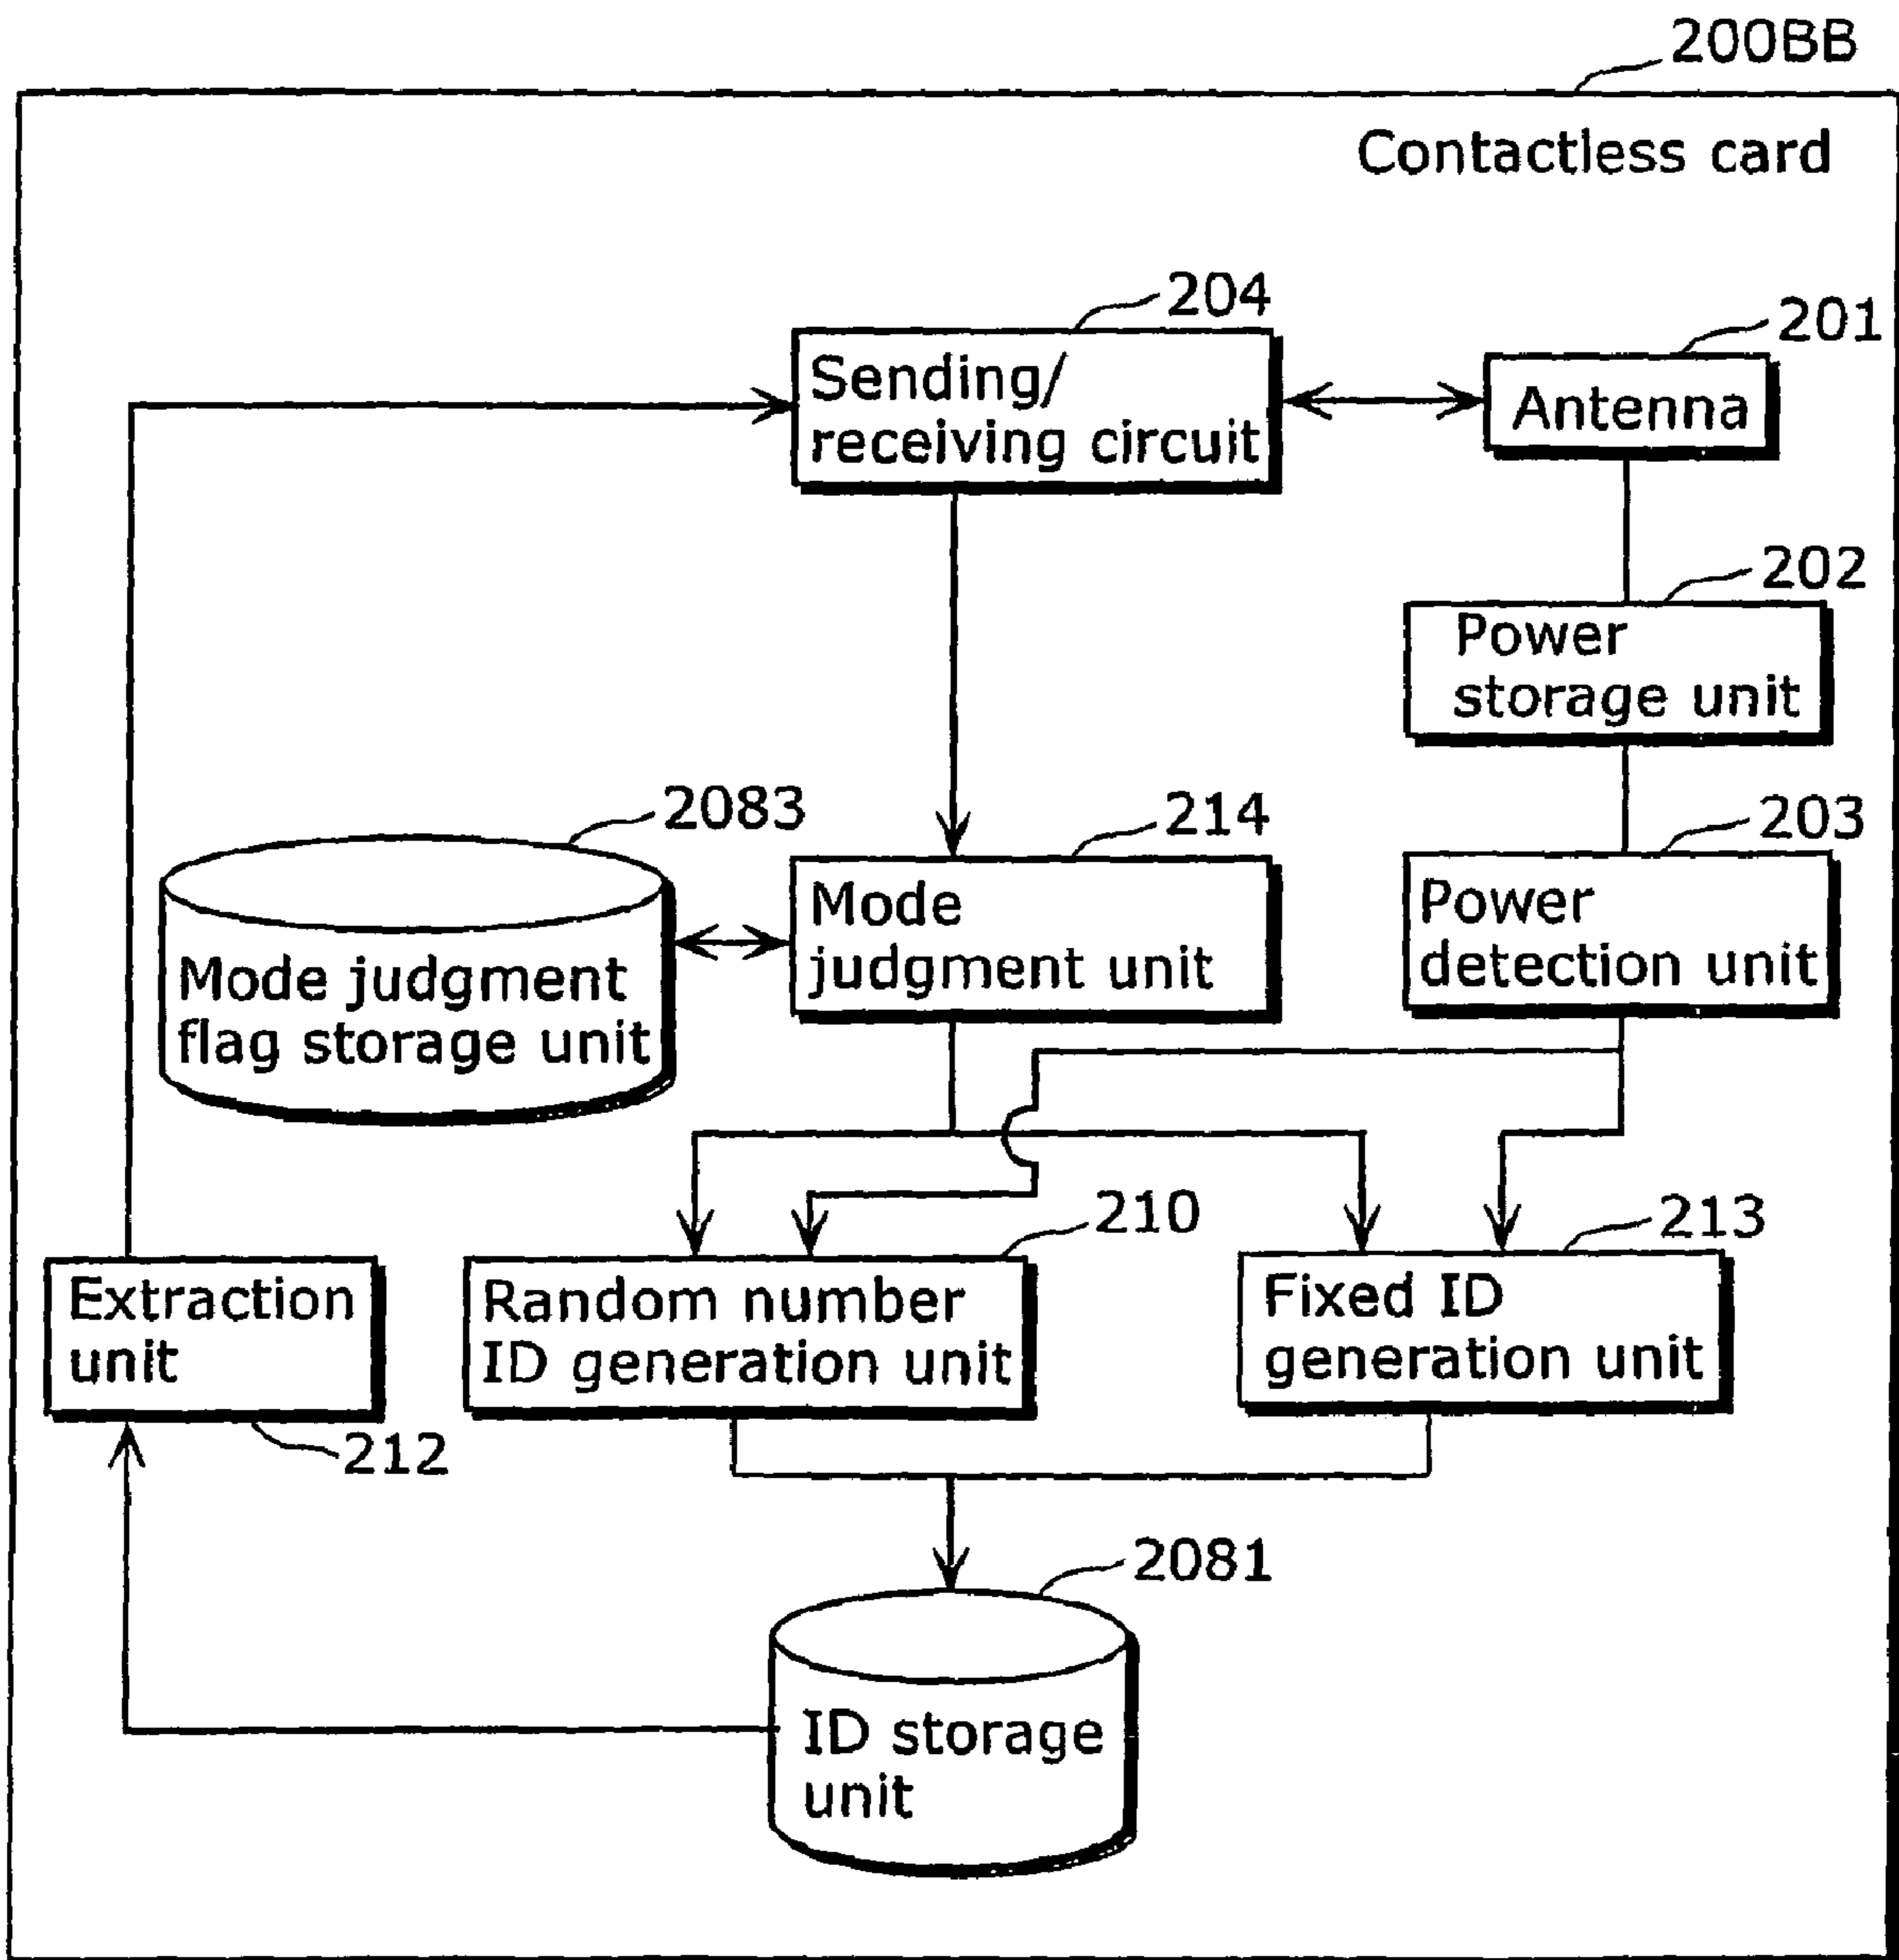 200BB
Contactless card
204
201
Sending/
receiving circuit
Antenna
202
Power
storage unit
2083
214
203
Mode judgment
flag storage unit
Mode
judgment unit
Power
detection unit
210
213
Extraction
unit
Random number
ID generation unit
Fixed ID
generation unit
212
2081
ID storage
unit